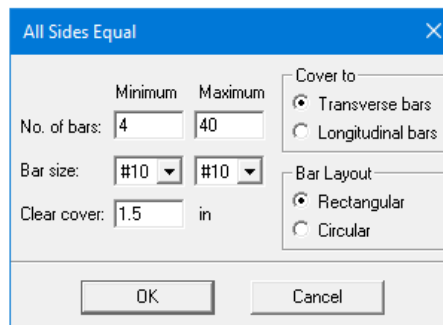 All Sides Equal
Minimum Maximum
No. of bars: 4 40
Bar size: #10 #10
Clear cover: 1.5 in
Cover to
Transverse bars
Longitudinal bars
Bar Layout
Rectangular
Circular
OK Cancel